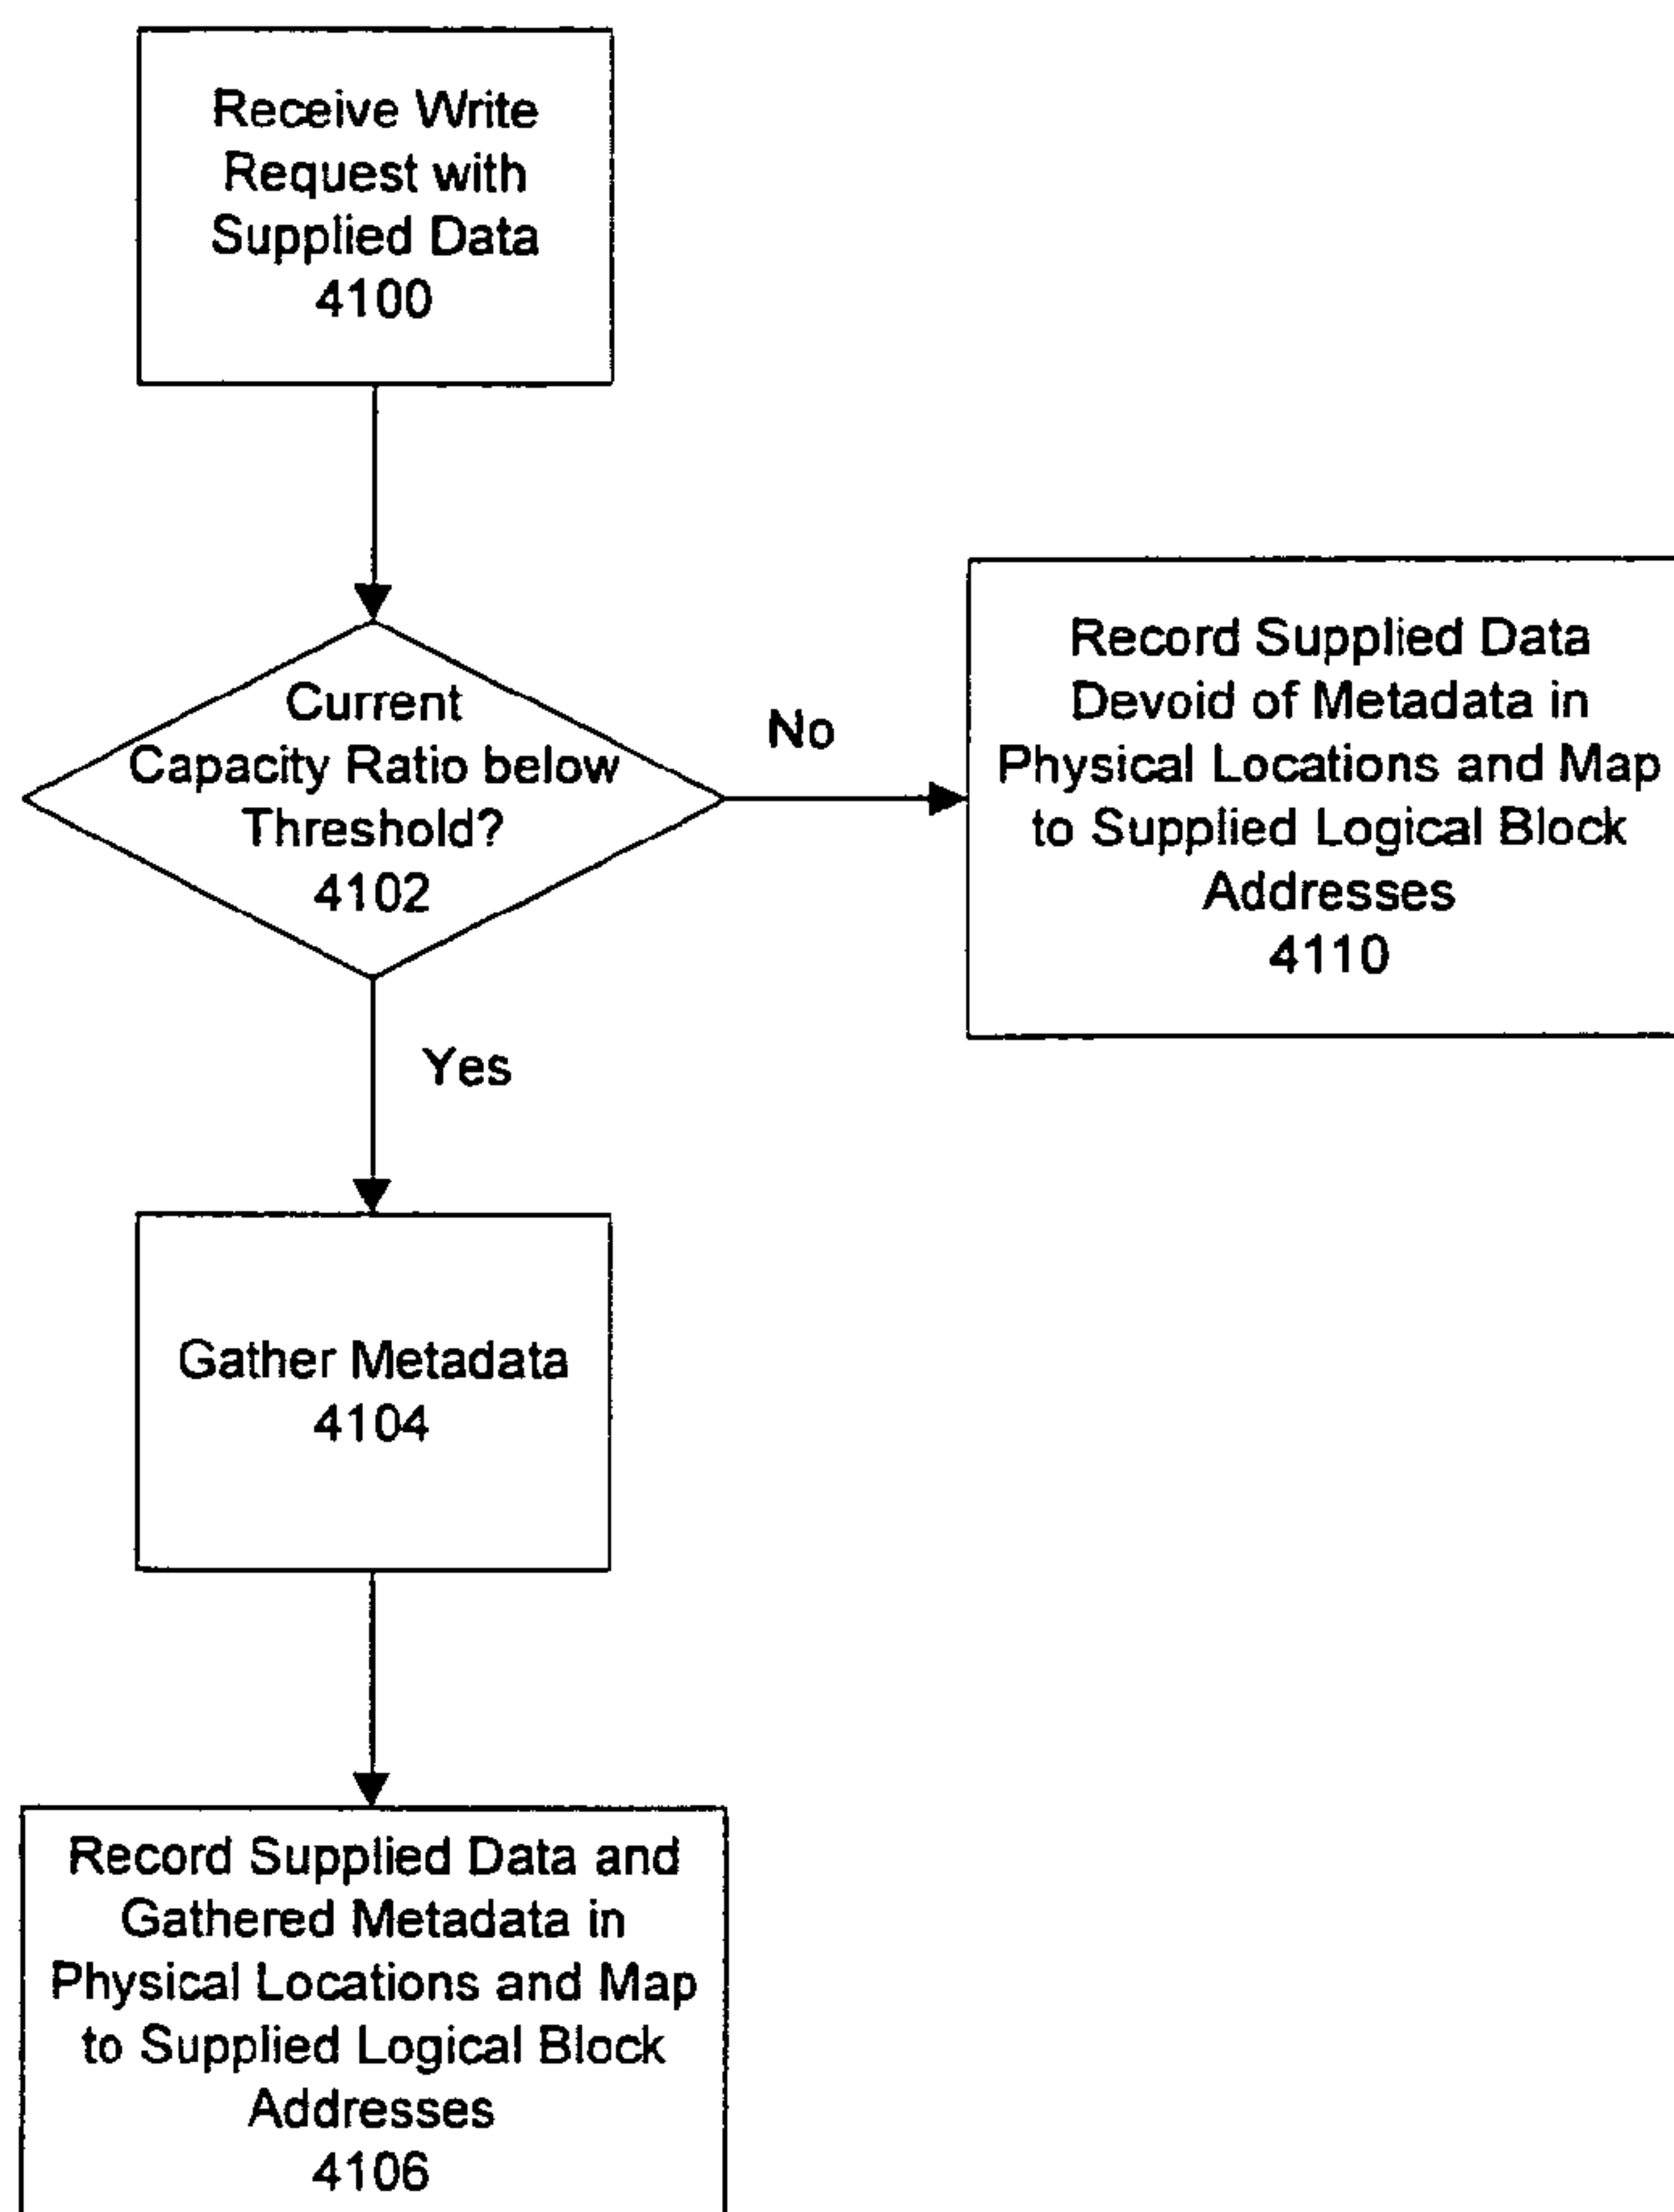 Receive Write
Request with
Supplied Data
4100
Current
Capacity Ratio below
Threshold?
4102
No
Record Supplied Data
Devoid of Metadata in
Physical Locations and Map
to Supplied Logical Block
Addresses
4110
Yes
Gather Metadata
4104
Record Supplied Data and
Gathered Metadata in
Physical Locations and Map
to Supplied Logical Block
Addresses
4106